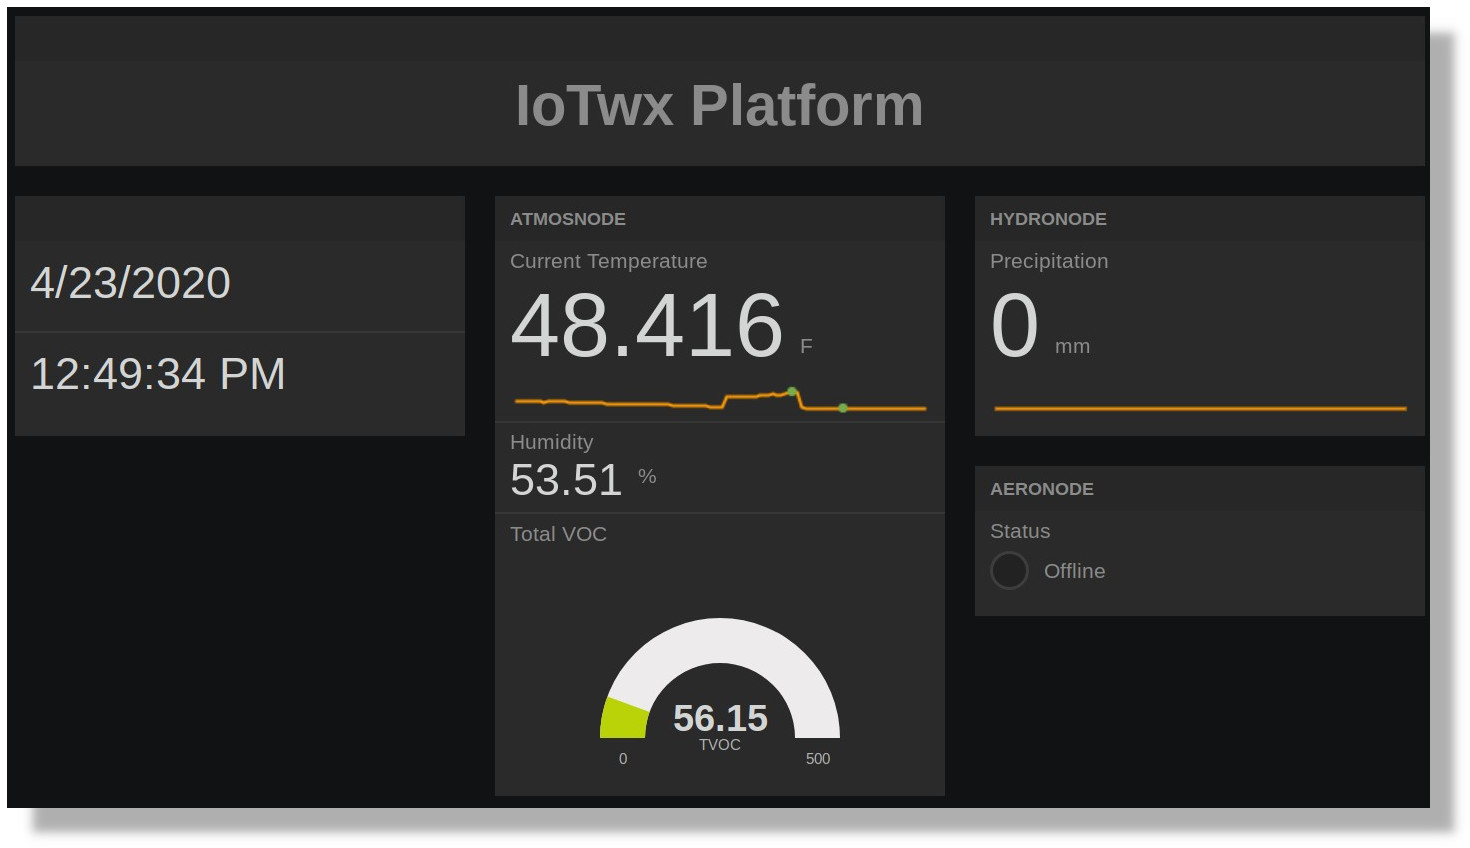 IoTwx Platform
4/23/2020
12:49:34 PM
ATMOSNODE
Current Temperature
48.416 F
Humidity
53.51 %
Total VOC
56.15
TVOC
0 500
HYDRONODE
Precipitation
0 mm
AERONODE
Status
Offline